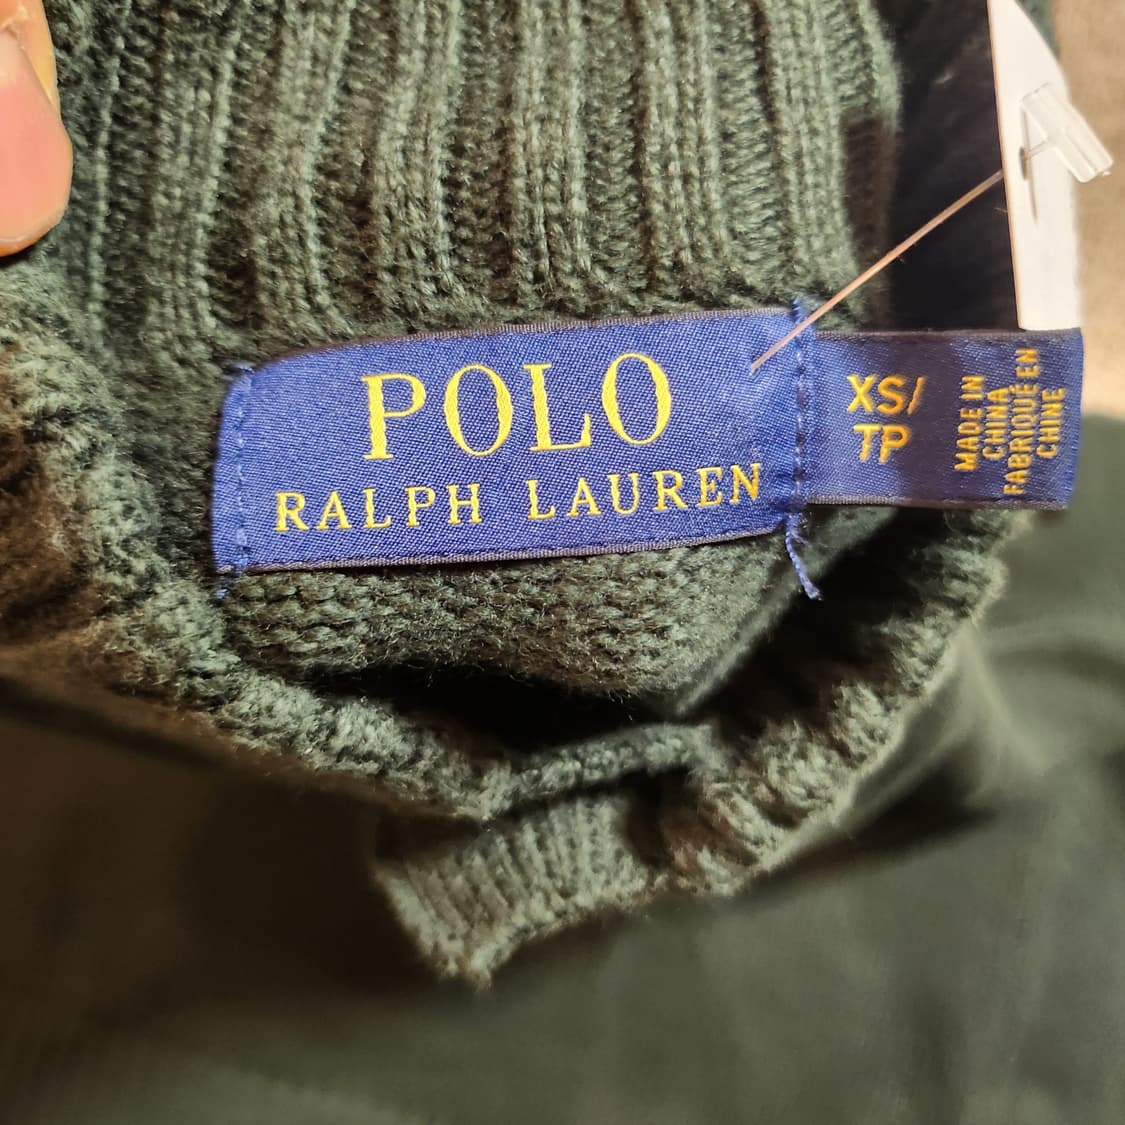 POLO
RALPH LAUREN
XS/
TP
MADE IN
CHINA
FABRIQUÉ EN
CHINE